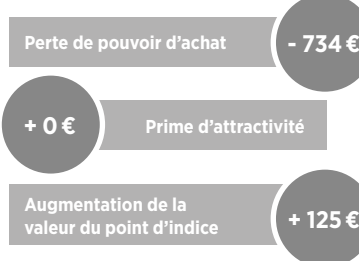 Perte de pouvoir d’achat
- 734 €
+ 0 €
Prime d’attractivité
Augmentation de la
valeur du point d’indice
+ 125 €